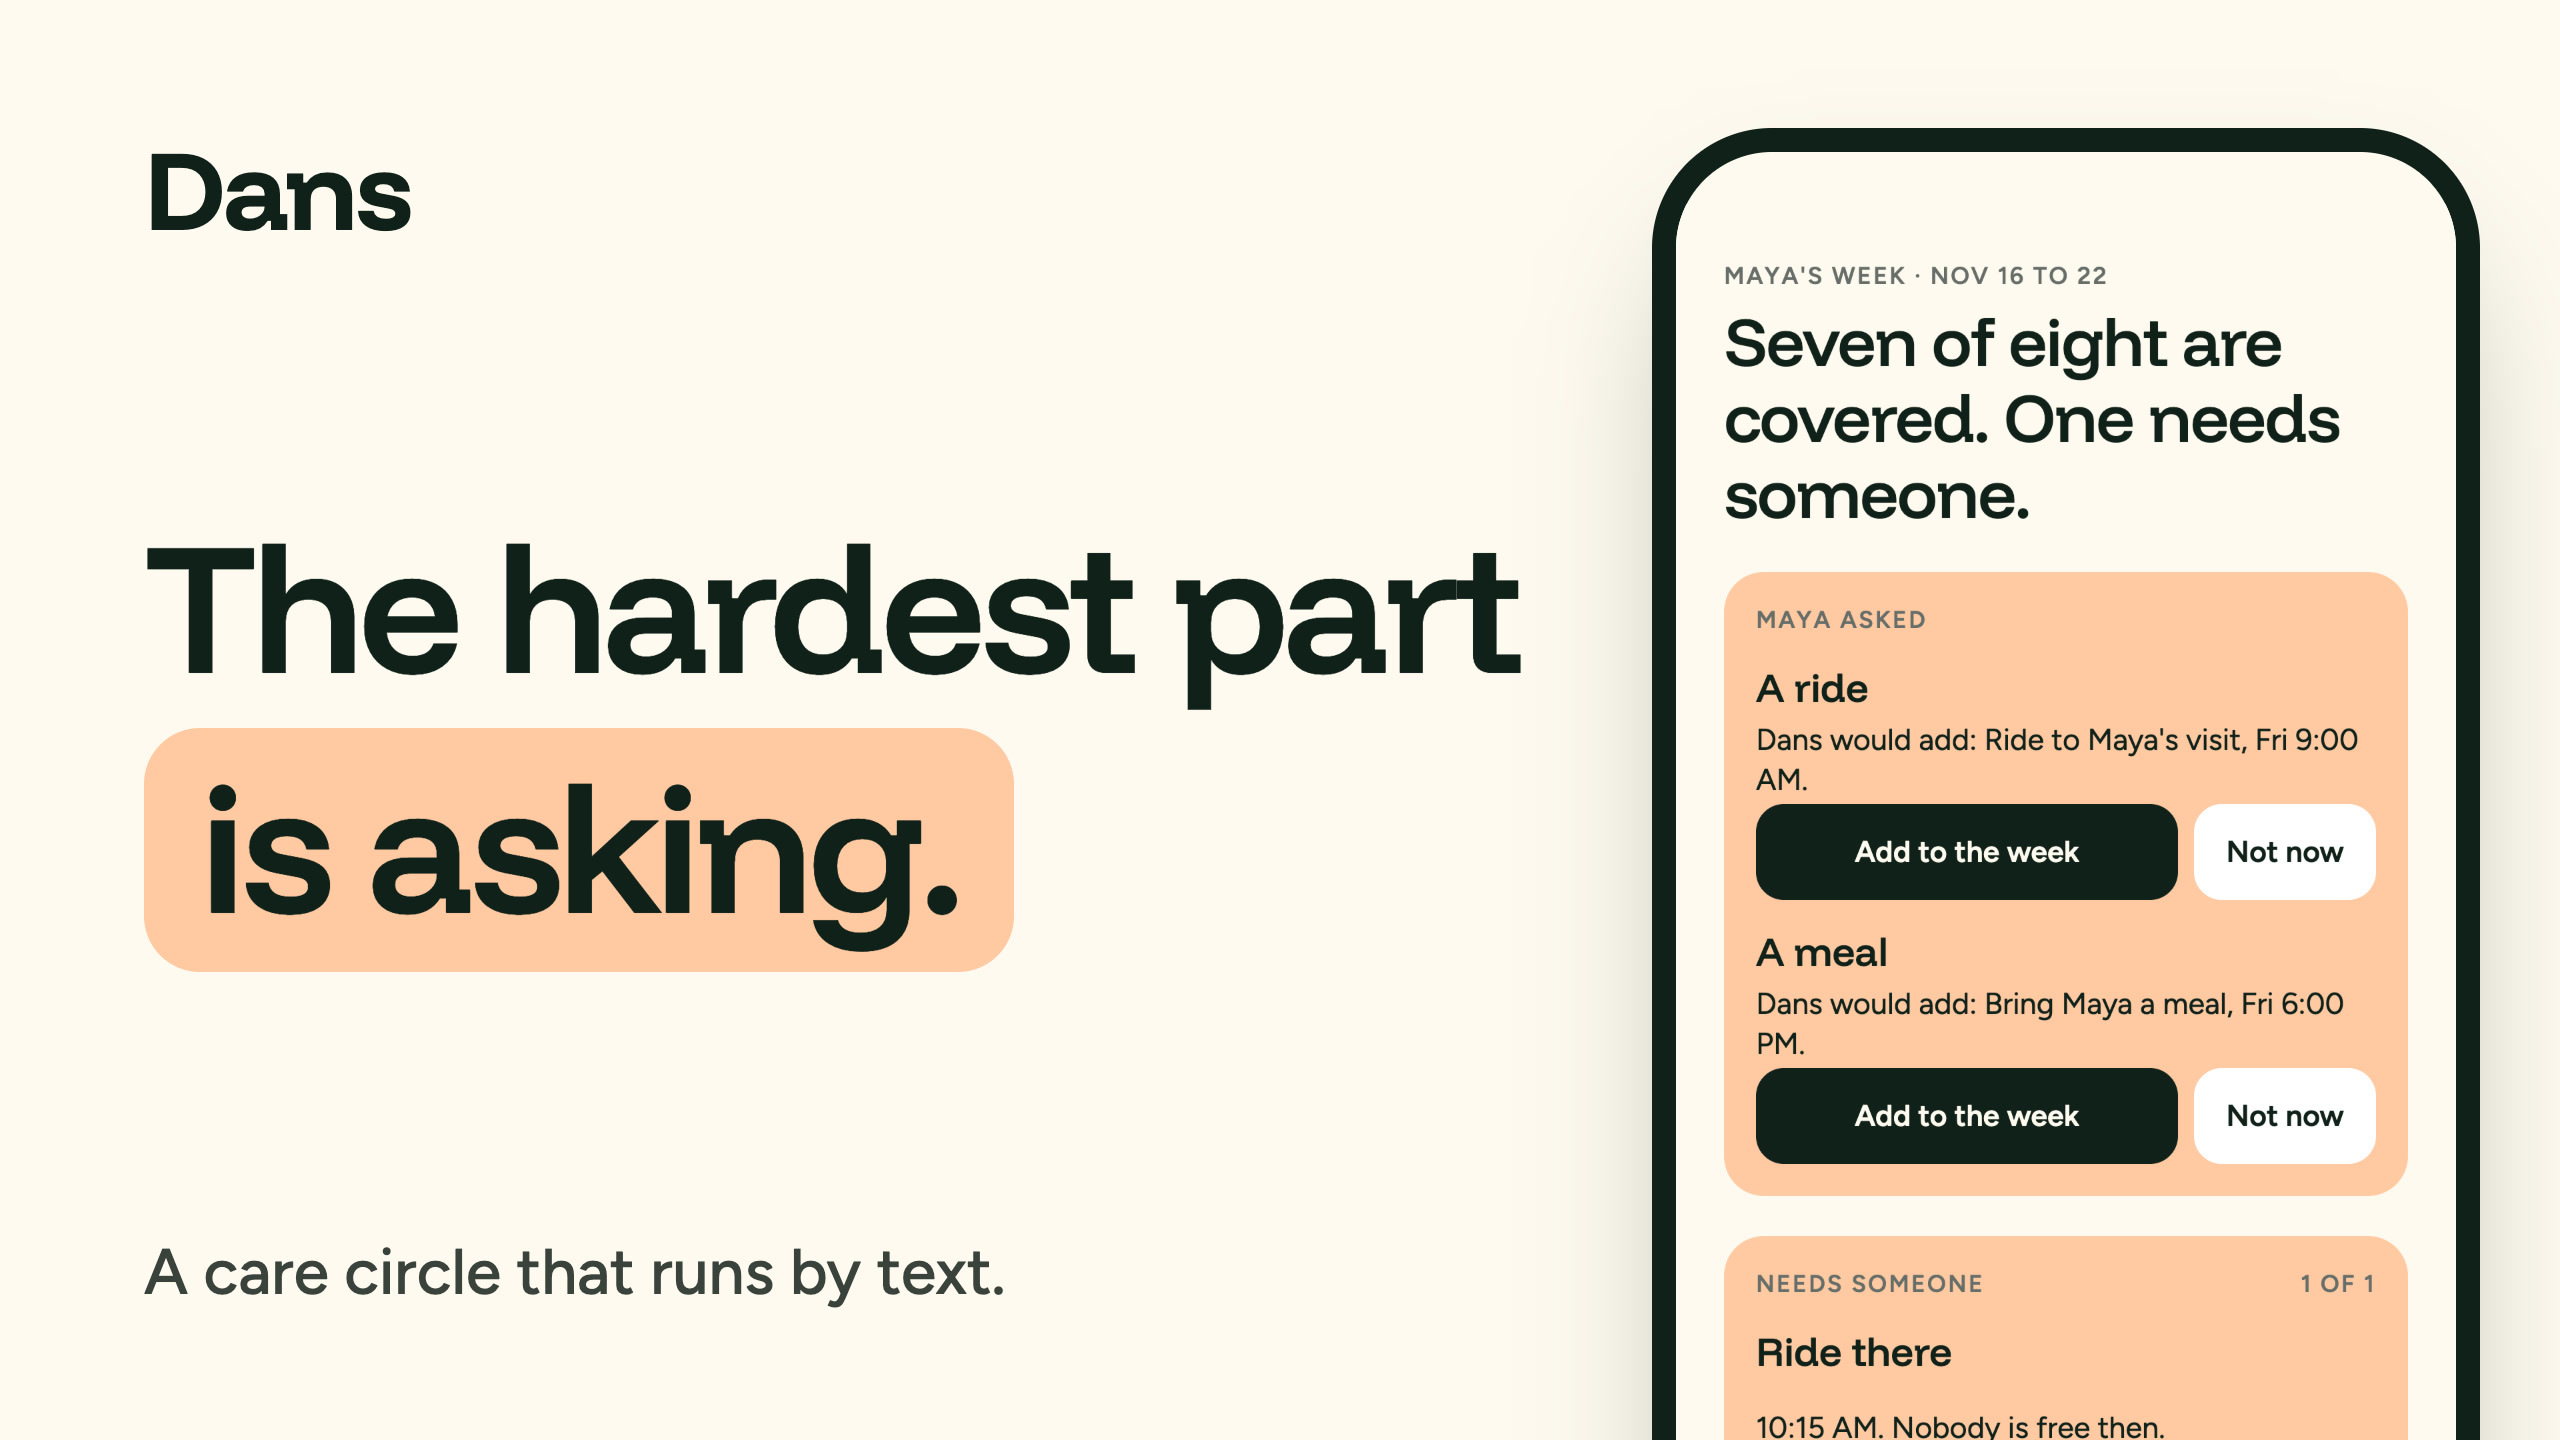 Dans
The hardest part
is asking.
A care circle that runs by text.
MAYA'S WEEK · NOV 16 TO 22
Seven of eight are
covered. One needs
someone.
MAYA ASKED
A ride
Dans would add: Ride to Maya's visit, Fri 9:00
AM.
Add to the week
Not now
A meal
Dans would add: Bring Maya a meal, Fri 6:00
PM.
Add to the week
Not now
NEEDS SOMEONE
1 OF 1
Ride there
10:15 AM. Nobody is free then.